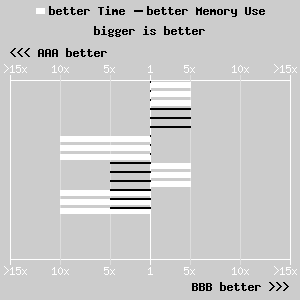 better Time better Memory Use
bigger is better
<<< AAA better
>15x 10x 5x 1 5x 10x >15x
>15x 10x 5x 1 5x 10x >15x
BBB better >>>